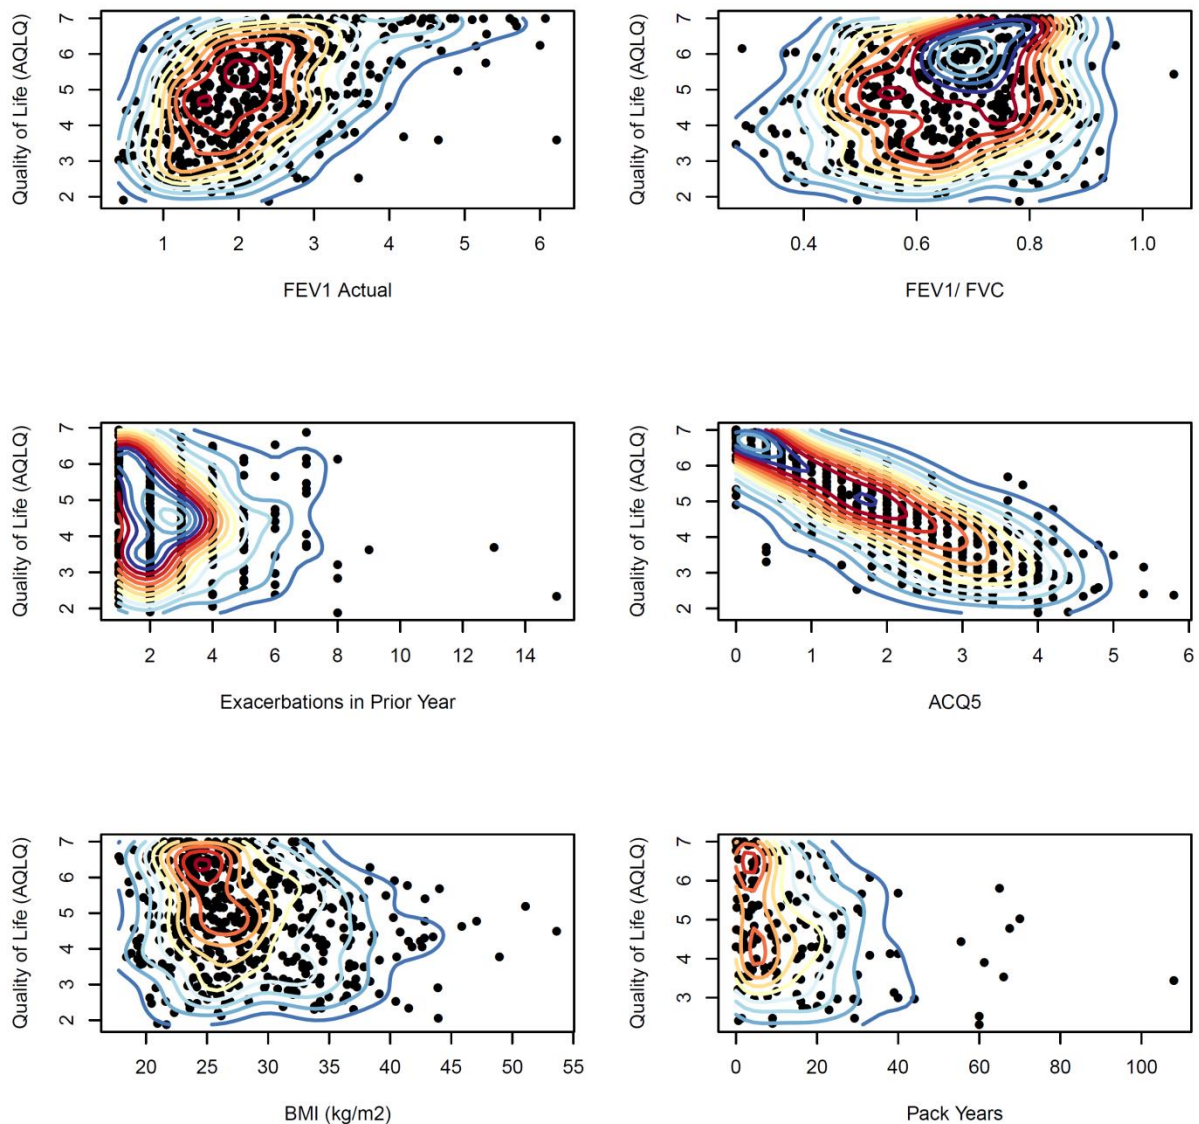 Quality of Life (AQLQ)
7
6
5
4
3
2
1 2 3 4 5 6
FEV1 Actual
Quality of Life (AQLQ)
7
6
5
4
3
2
0.4 0.6 0.8 1.0
FEV1/ FVC
Quality of Life (AQLQ)
7
6
5
4
3
2
2 4 6 8 10 12 14
Exacerbations in Prior Year
Quality of Life (AQLQ)
7
6
5
4
3
2
0 1 2 3 4 5 6
ACQ5
Quality of Life (AQLQ)
7
6
5
4
3
2
20 25 30 35 40 45 50 55
BMI (kg/m2)
Quality of Life (AQLQ)
7
6
5
4
3
0 20 40 60 80 100
Pack Years